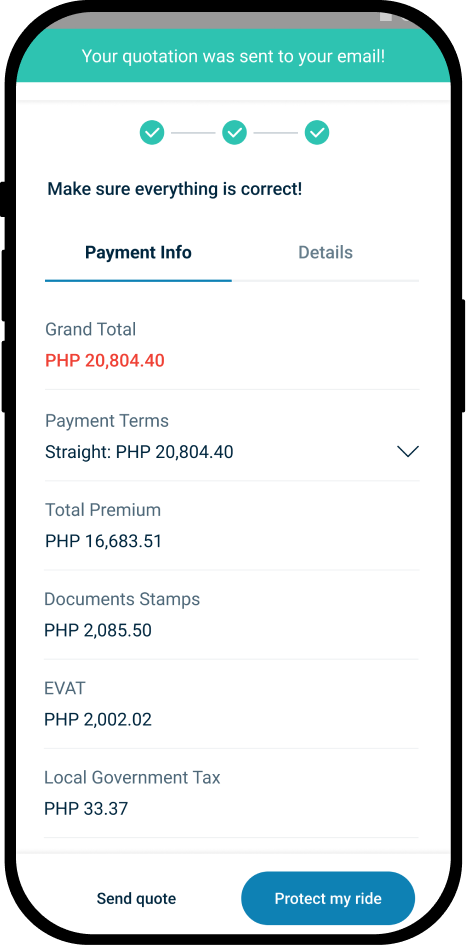 Your quotation was sent to your email!
Make sure everything is correct!
Payment Info
Details
Grand Total
PHP 20,804.40
Payment Terms
Straight: PHP 20,804.40
Total Premium
PHP 16,683.51
Documents Stamps
PHP 2,085.50
EVAT
PHP 2,002.02
Local Government Tax
PHP 33.37
Send quote
Protect my ride